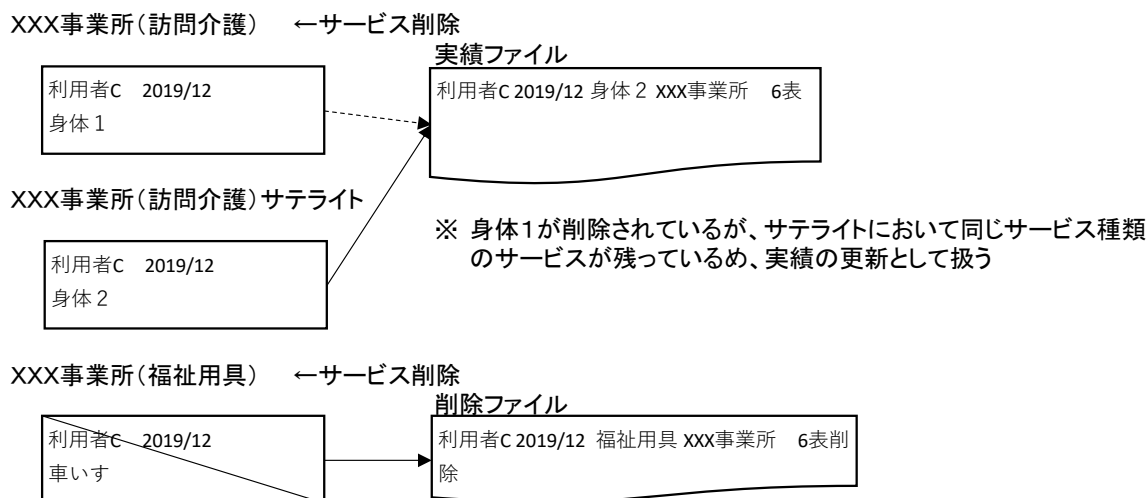 XXX事業所（訪問介護）　←サービス削除
実績ファイル
利用者C　2019/12
身体１
利用者C 2019/12 身体２ XXX事業所　6表
XXX事業所（訪問介護）サテライト
利用者C　2019/12
身体２
※ 身体１が削除されているが、サテライトにおいて同じサービス種類
のサービスが残っているめ、実績の更新として扱う
XXX事業所（福祉用具）　←サービス削除
削除ファイル
利用者C　2019/12
車いす
利用者C 2019/12 福祉用具 XXX事業所　6表削
除